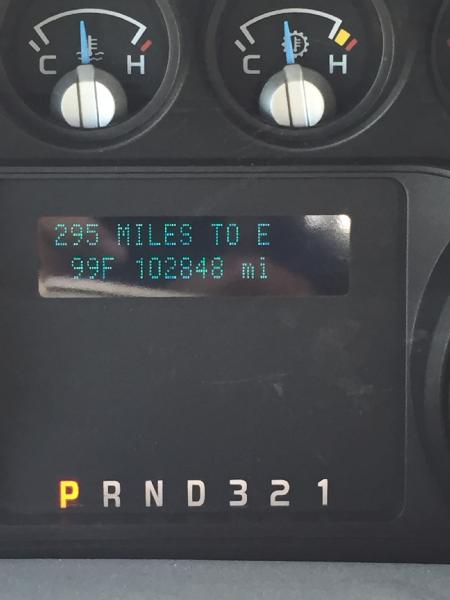 C H C H
295 MILES TO E
99F 102848 mi
P R N D 3 2 1